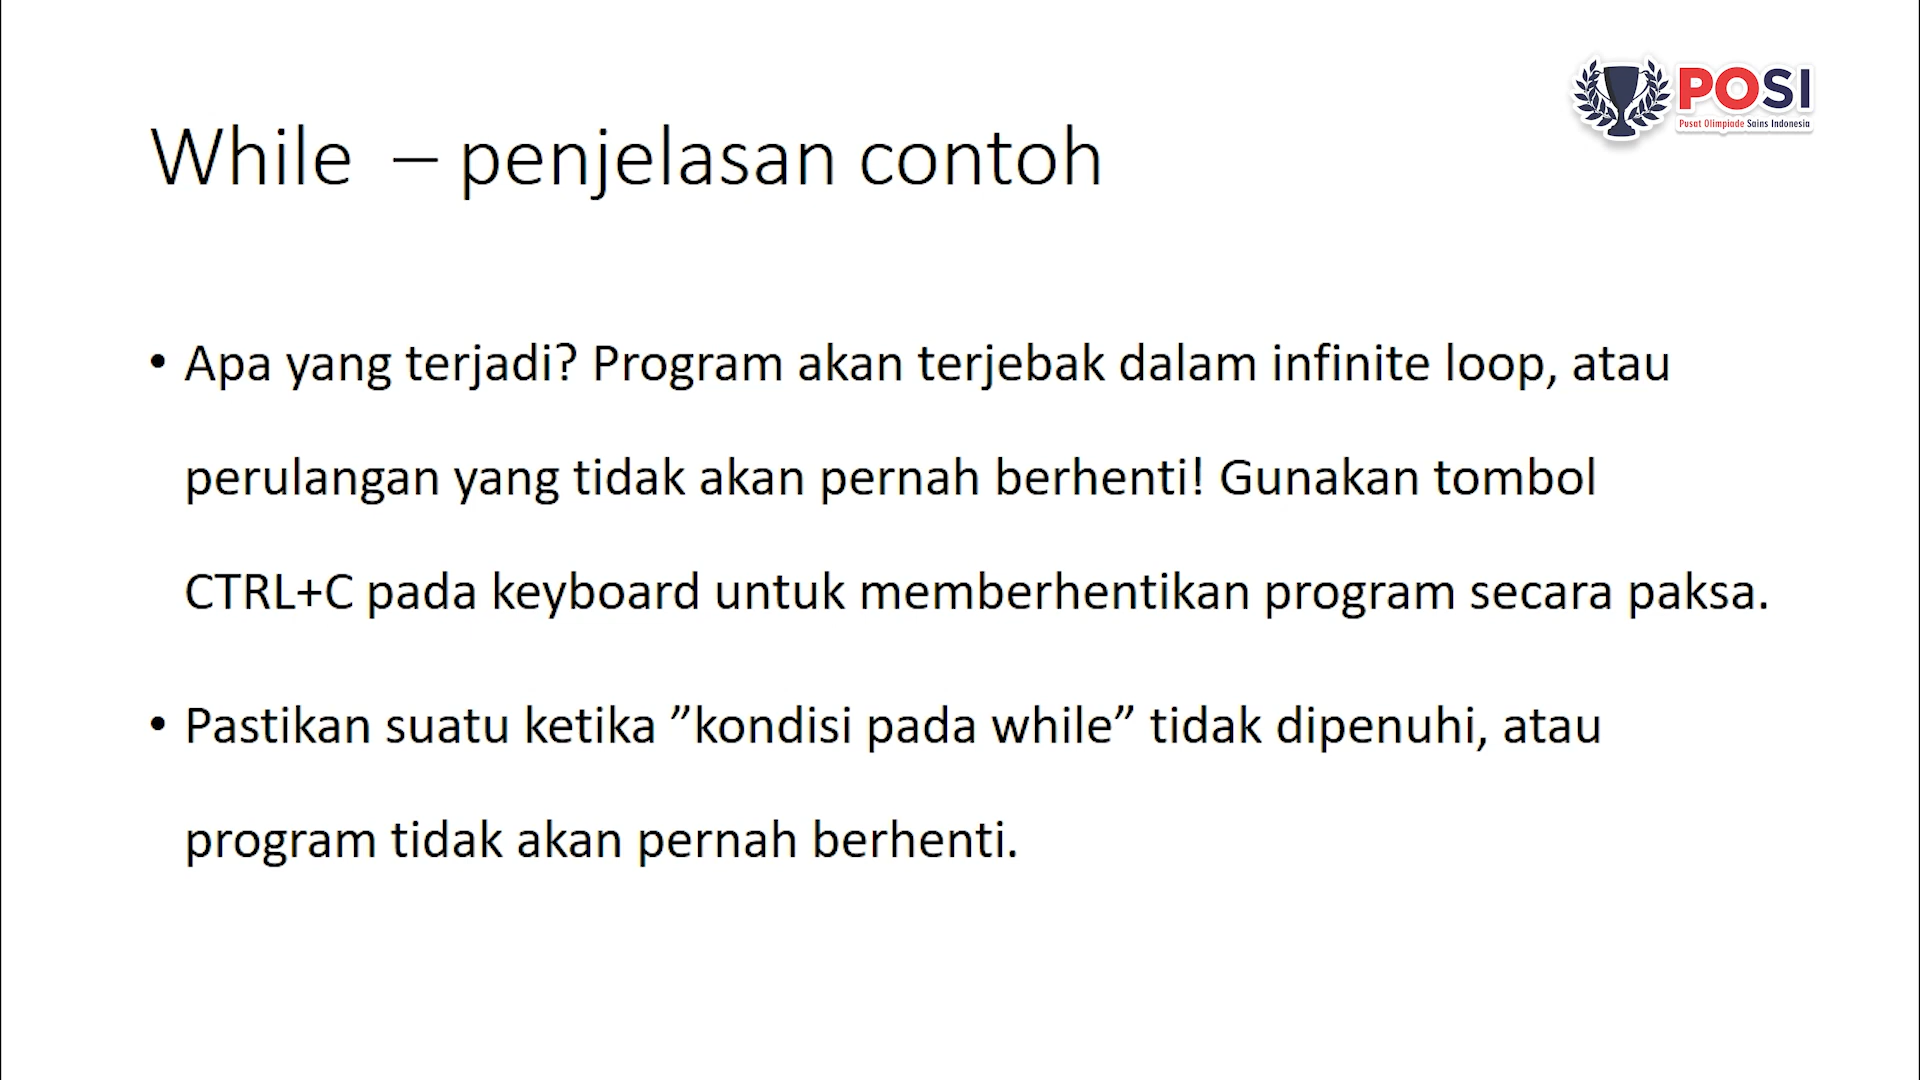 POSI
Pusat Olimpiade Sains Indonesia
While – penjelasan contoh
• Apa yang terjadi? Program akan terjebak dalam infinite loop, atau
perulangan yang tidak akan pernah berhenti! Gunakan tombol
CTRL+C pada keyboard untuk memberhentikan program secara paksa.
• Pastikan suatu ketika ”kondisi pada while” tidak dipenuhi, atau
program tidak akan pernah berhenti.